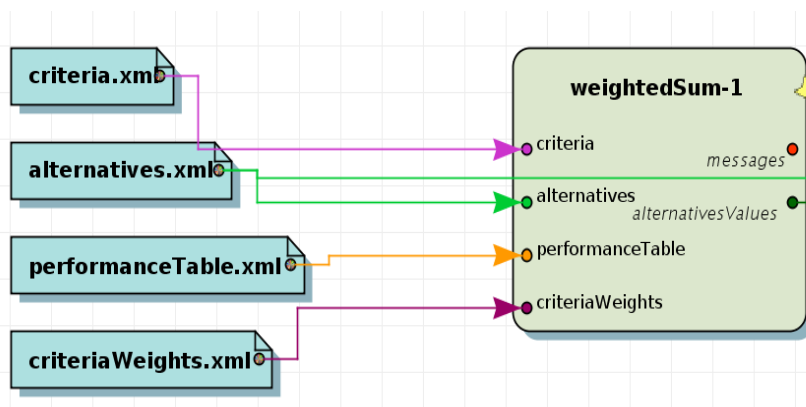 criteria.xml
alternatives.xml
performanceTable.xml
criteriaWeights.xml
weightedSum-1
criteria
messages
alternatives
alternativesValues
performanceTable
criteriaWeights